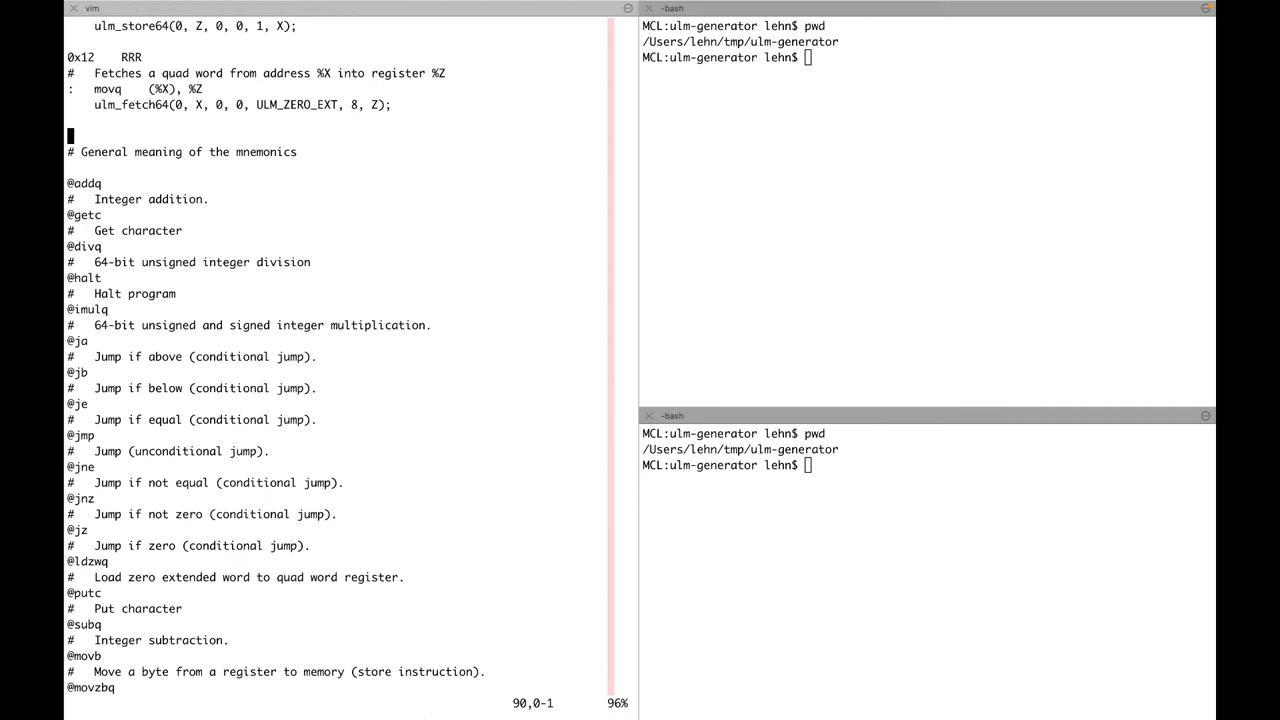 vim
ulm_store64(0, Z, 0, 0, 1, X);
0x12    RRR
#   Fetches a quad word from address %X into register %Z
:   movq    (%X), %Z
    ulm_fetch64(0, X, 0, 0, ULM_ZERO_EXT, 8, Z);
# General meaning of the mnemonics
@addq
#   Integer addition.
@getc
#   Get character
@divq
#   64-bit unsigned integer division
@halt
#   Halt program
@imulq
#   64-bit unsigned and signed integer multiplication.
@ja
#   Jump if above (conditional jump).
@jb
#   Jump if below (conditional jump).
@je
#   Jump if equal (conditional jump).
@jmp
#   Jump (unconditional jump).
@jne
#   Jump if not equal (conditional jump).
@jnz
#   Jump if not zero (conditional jump).
@jz
#   Jump if zero (conditional jump).
@ldzwq
#   Load zero extended word to quad word register.
@putc
#   Put character
@subq
#   Integer subtraction.
@movb
#   Move a byte from a register to memory (store instruction).
@movzbq
90,0-1    96%
-bash
MCL:ulm-generator lehn$ pwd
/Users/lehn/tmp/ulm-generator
MCL:ulm-generator lehn$
-bash
MCL:ulm-generator lehn$ pwd
/Users/lehn/tmp/ulm-generator
MCL:ulm-generator lehn$